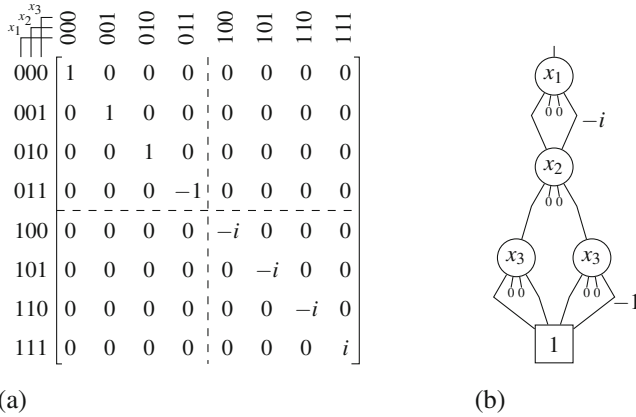 x₃
x₂
x₁
000 001 010 011 100 101 110 111
000 1 0 0 0 0 0 0 0
001 0 1 0 0 0 0 0 0
010 0 0 1 0 0 0 0 0
011 0 0 0 −1 0 0 0 0
100 0 0 0 0 −i 0 0 0
101 0 0 0 0 0 −i 0 0
110 0 0 0 0 0 0 −i 0
111 0 0 0 0 0 0 0 i
(a)
x₁
0 0
−i
x₂
0 0
x₃ x₃
0 0 0 0
−1
1
(b)